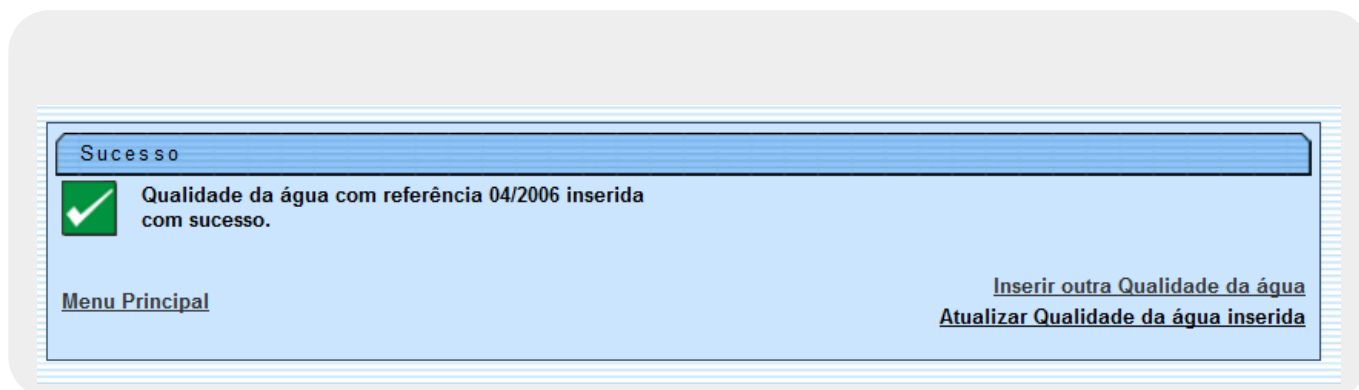 Sucesso
Qualidade da água com referência 04/2006 inserida
com sucesso.
Inserir outra Qualidade da água
Menu Principal
Atualizar Qualidade da água inserida